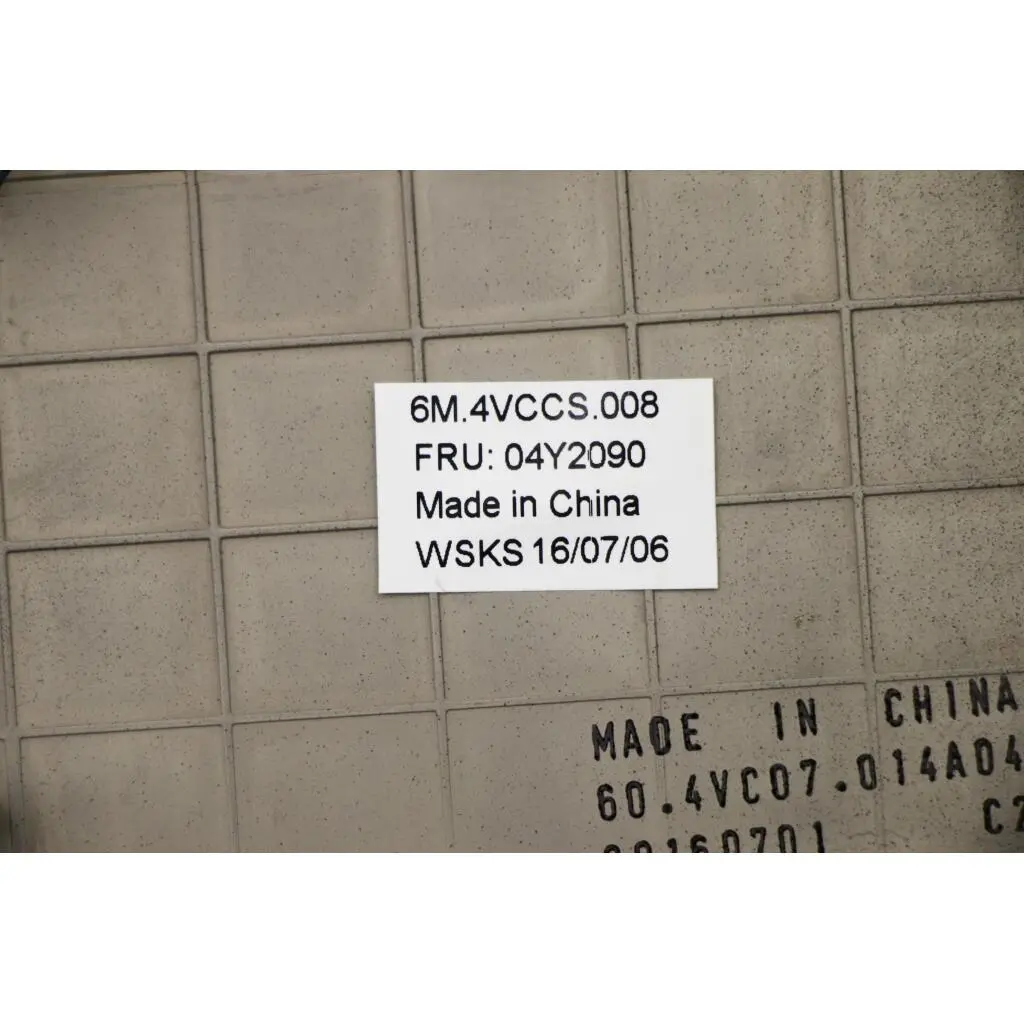 6M.4VCCS.008
FRU: 04Y2090
Made in China
WSKS 16/07/06
MADE IN CHINA
60.4VC07.014A04